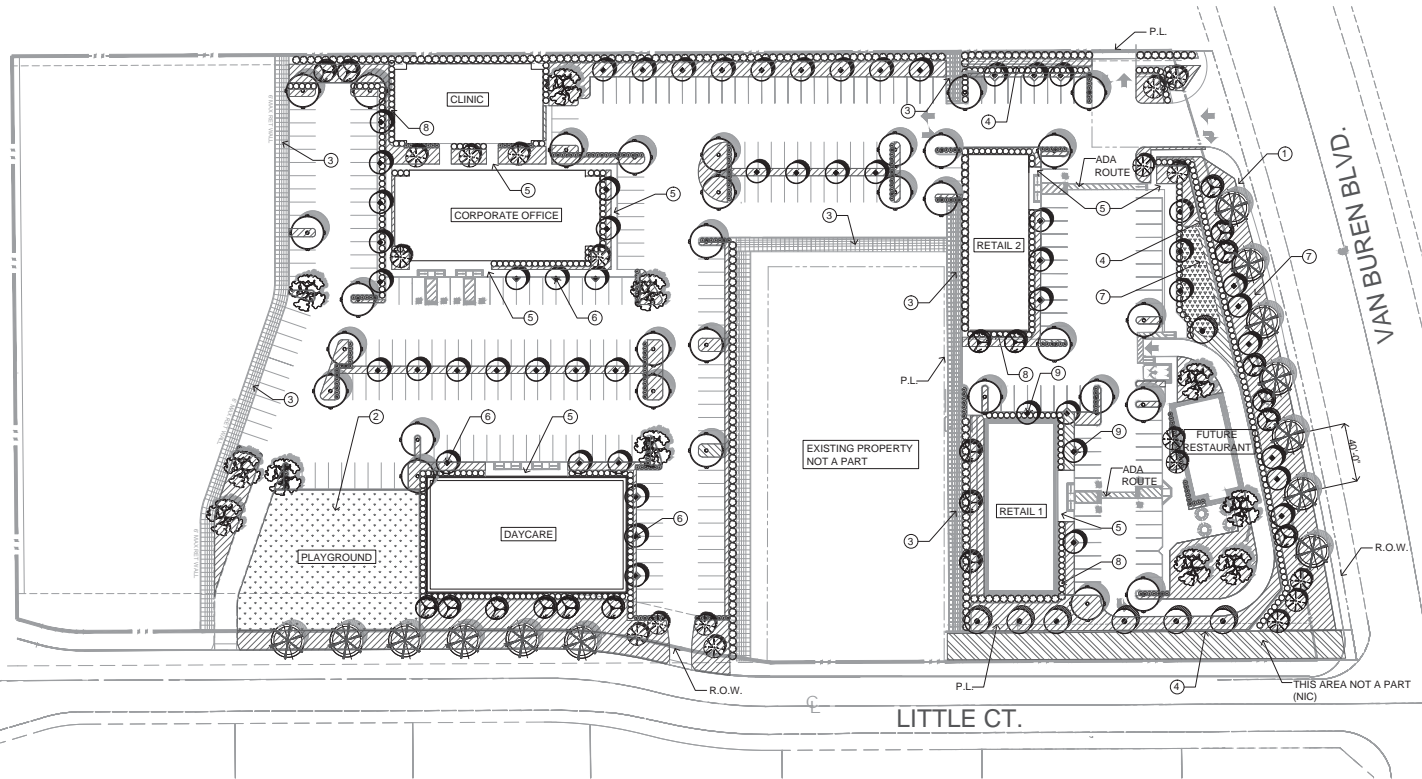 P.L.
CLINIC
8
3
3
4
1
ADA
ROUTE
5
5
5
CORPORATE OFFICE
3
RETAIL 2
4
7
7
VAN BUREN BLVD.
5
6
3
8
P.L.
9
3
2
6
5
EXISTING PROPERTY
NOT A PART
9
FUTURE
RESTAURANT
40'-0"
ADA
ROUTE
DAYCARE
6
RETAIL 1
5
3
PLAYGROUND
8
R.O.W.
R.O.W.
P.L.
4
THIS AREA NOT A PART
(NIC)
LITTLE CT.